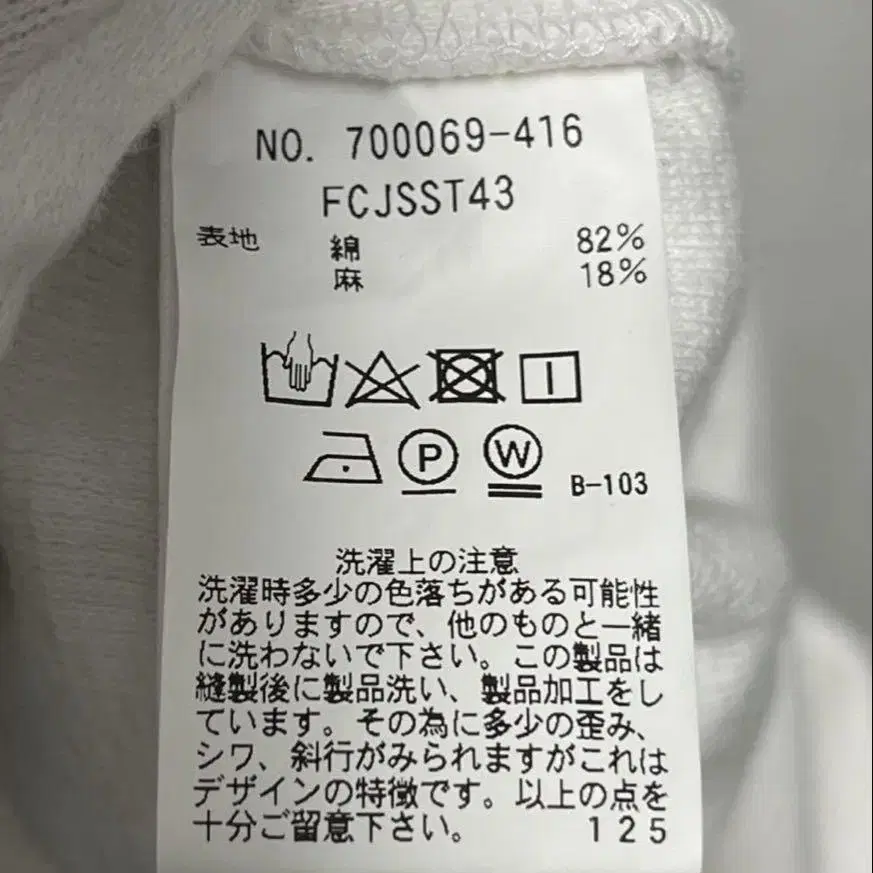 NO. 700069-416
FCJSST43
表地 綿 82%
麻 18%
P W B-103
洗濯上の注意
洗濯時多少の色落ちがある可能性
がありますので、他のものと一緒
に洗わないで下さい。この製品は
縫製後に製品洗い、製品加工をし
ています。その為に多少の歪み、
シワ、斜行がみられますがこれは
デザインの特徴です。以上の点を
十分ご留意下さい。 125